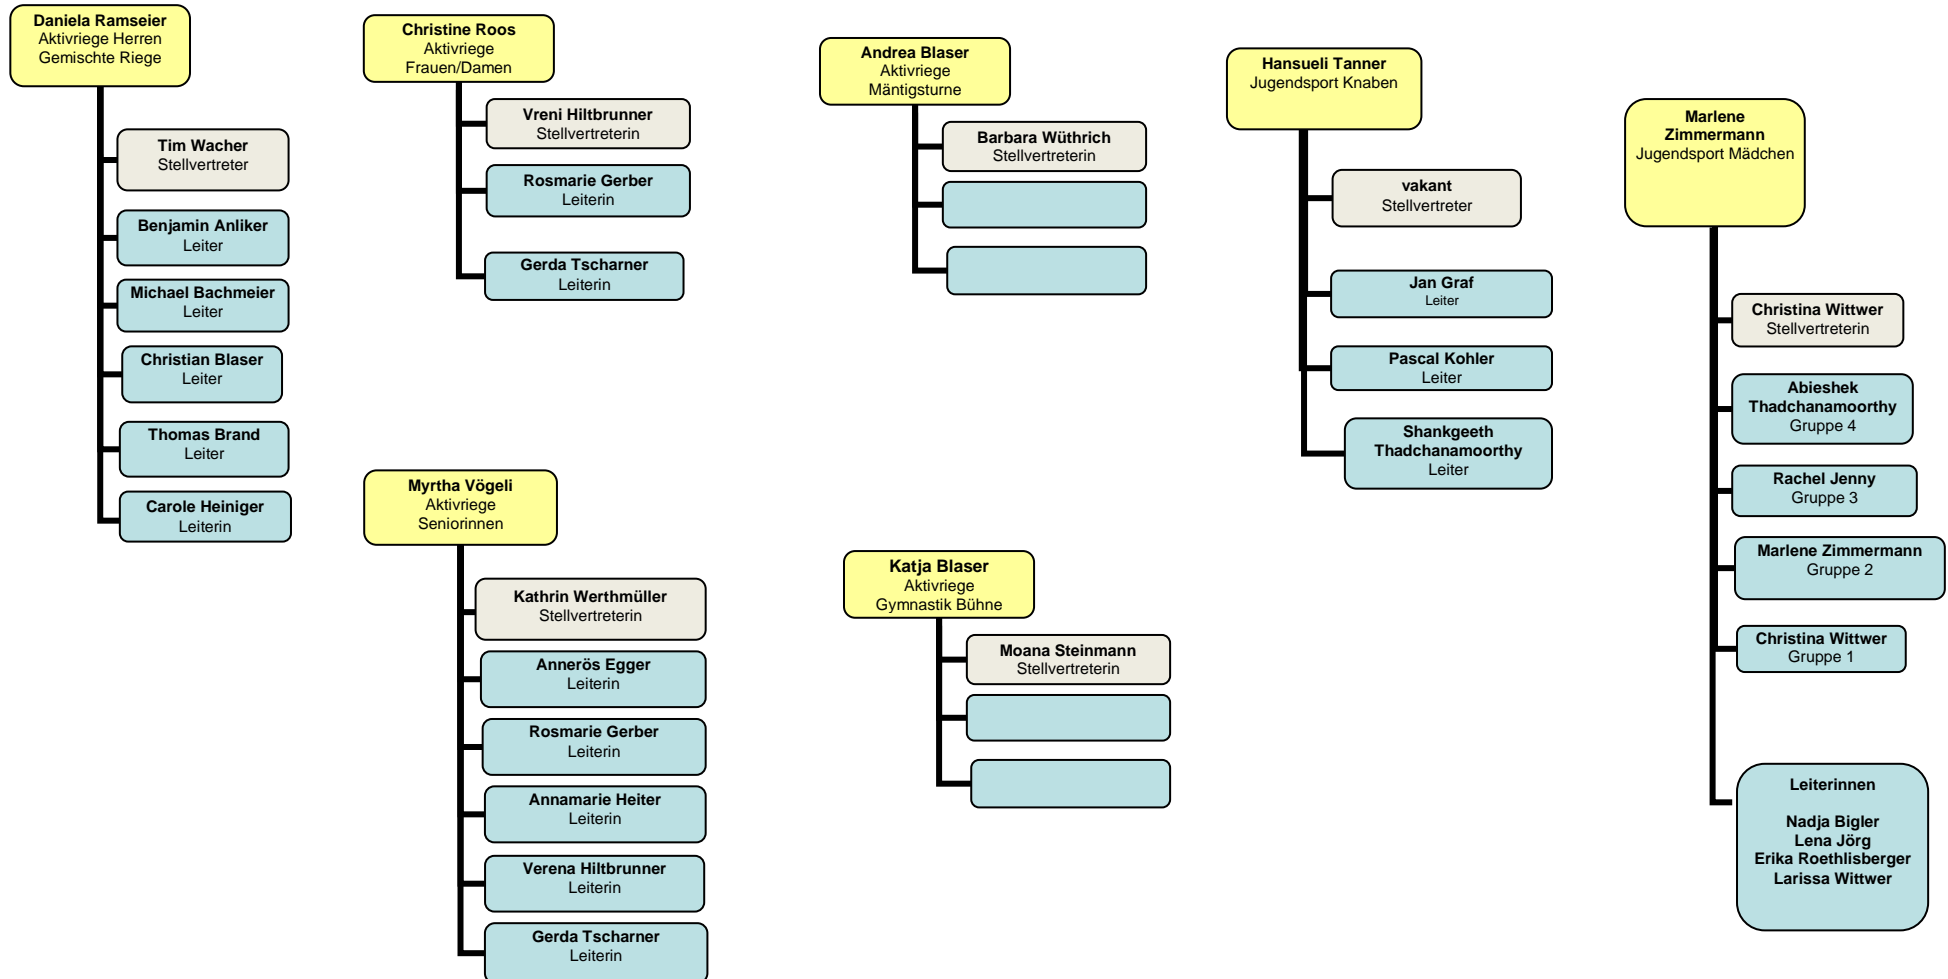 Daniela Ramseier
Aktivriege Herren
Gemischte Riege
Tim Wacher
Stellvertreter
Benjamin Anliker
Leiter
Michael Bachmeier
Leiter
Christian Blaser
Leiter
Thomas Brand
Leiter
Carole Heiniger
Leiterin
Christine Roos
Aktivriege
Frauen/Damen
Vreni Hiltbrunner
Stellvertreterin
Rosmarie Gerber
Leiterin
Gerda Tscharner
Leiterin
Myrtha Vögeli
Aktivriege
Seniorinnen
Kathrin Werthmüller
Stellvertreterin
Annerös Egger
Leiterin
Rosmarie Gerber
Leiterin
Annamarie Heiter
Leiterin
Verena Hiltbrunner
Leiterin
Gerda Tscharner
Leiterin
Andrea Blaser
Aktivriege
Mäntigsturne
Barbara Wüthrich
Stellvertreterin
Katja Blaser
Aktivriege
Gymnastik Bühne
Moana Steinmann
Stellvertreterin
Hansueli Tanner
Jugendsport Knaben
vakant
Stellvertreter
Jan Graf
Leiter
Pascal Kohler
Leiter
Shankgeeth
Thadchanamoorthy
Leiter
Marlene
Zimmermann
Jugendsport Mädchen
Christina Wittwer
Stellvertreterin
Abieshek
Thadchanamoorthy
Gruppe 4
Rachel Jenny
Gruppe 3
Marlene Zimmermann
Gruppe 2
Christina Wittwer
Gruppe 1
Leiterinnen
Nadja Bigler
Lena Jörg
Erika Roethlisberger
Larissa Wittwer